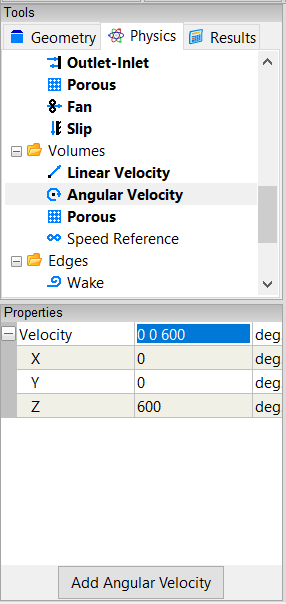 Tools
Geometry Physics Results
Outlet-Inlet
Porous
Fan
Slip
Volumes
Linear Velocity
Angular Velocity
Porous
Speed Reference
Edges
Wake
Properties
Velocity 0 0 600 deg
X 0 deg
Y 0 deg
Z 600 deg
Add Angular Velocity